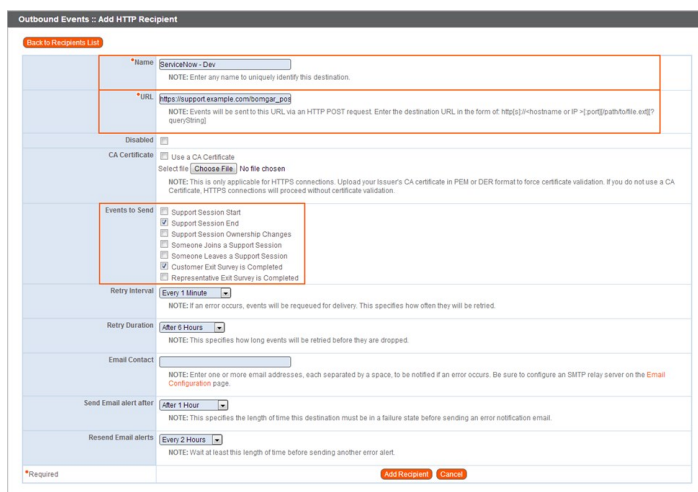 Outbound Events :: Add HTTP Recipient
Back to Recipients List
*Name
ServiceNow - Dev
NOTE: Enter any name to uniquely identify this destination.
*URL
https://support.example.com/bomgar_pos
NOTE: Events will be sent to this URL via an HTTP POST request. Enter the destination URL in the form of: http[s]://<hostname or IP >[:port][/path/to/file.ext][?
queryString]
Disabled
CA Certificate
Use a CA Certificate
Select file Choose File No file chosen
NOTE: This is only applicable for HTTPS connections. Upload your Issuer's CA certificate in PEM or DER format to force certificate validation. If you do not use a CA
Certificate, HTTPS connections will proceed without certificate validation.
Events to Send
Support Session Start
Support Session End
Support Session Ownership Changes
Someone Joins a Support Session
Someone Leaves a Support Session
Customer Exit Survey is Completed
Representative Exit Survey is Completed
Retry Interval
Every 1 Minute
NOTE: If an error occurs, events will be requeued for delivery. This specifies how often they will be retried.
Retry Duration
After 6 Hours
NOTE: This specifies how long events will be retried before they are dropped.
Email Contact
NOTE: Enter one or more email addresses, each separated by a space, to be notified if an error occurs. Be sure to configure an SMTP relay server on the Email
Configuration page.
Send Email alert after
After 1 Hour
NOTE: This specifies the length of time this destination must be in a failure state before sending an error notification email.
Resend Email alerts
Every 2 Hours
NOTE: Wait at least this length of time before sending another error alert.
*Required
Add Recipient Cancel